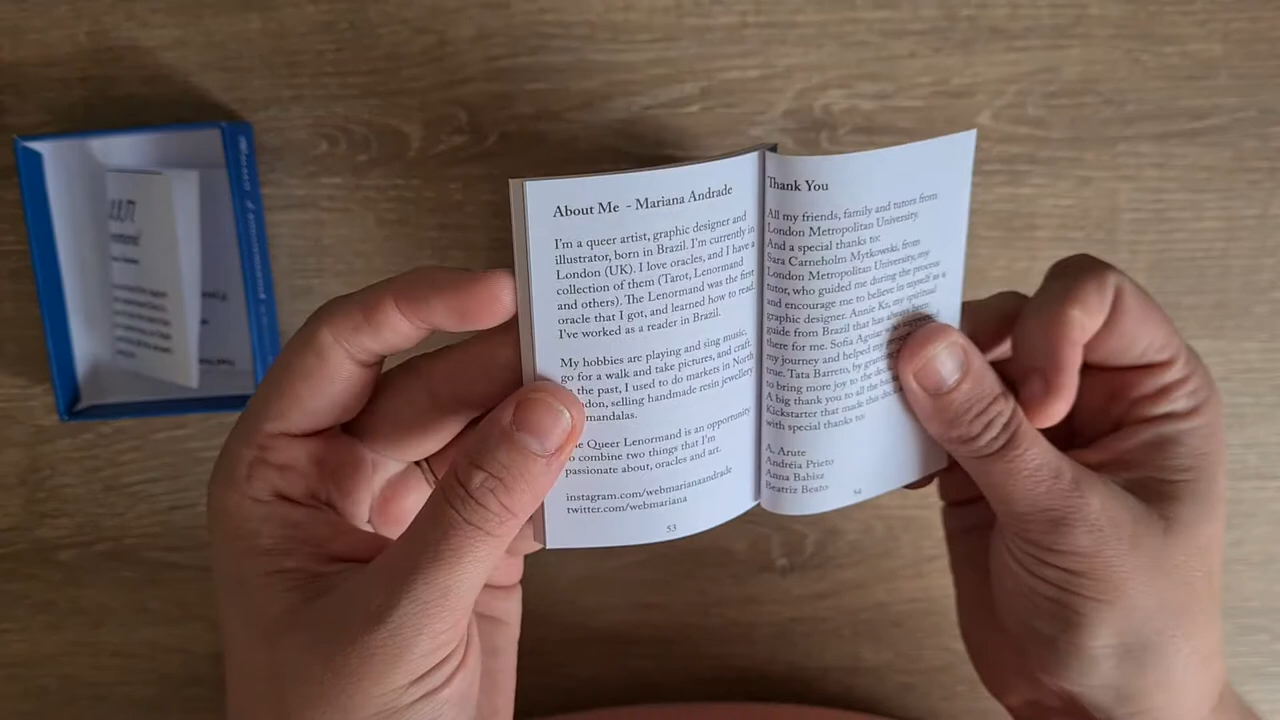 About Me - Mariana Andrade
I'm a queer artist, graphic designer and
illustrator, born in Brazil. I'm currently in
London (UK). I love oracles, and I have a
collection of them (Tarot, Lenormand
and others). The Lenormand was the first
oracle that I got, and learned how to read.
I've worked as a reader in Brazil.
My hobbies are playing and sing music,
go for a walk and take pictures, and craft.
the past, I used to do markets in North
selling handmade resin jewellery
mandalas.
Queer Lenormand is an opportunity
combine two things that I'm
passionate about, oracles and art.
instagram.com/webmarianaandrade
twitter.com/webmariana
53
Thank You
All my friends, family and tutors from
London Metropolitan University.
And a special thanks to:
Sara Carneholm Mytkowski, from
London Metropolitan University, my
tutor, who guided me during the process
and encourage me to believe in myself as a
graphic designer. Annie Kz, my spiritual
guide from Brazil that has always been
there for me. Sofia Aguiar who
my journey and helped my
true. Tata Barreto, by
to bring more joy to the
A big thank you to all the
Kickstarter that made this
with special thanks to:
A. Arute
Andréia Prieto
Anna Babisz
Beatriz Beato
54